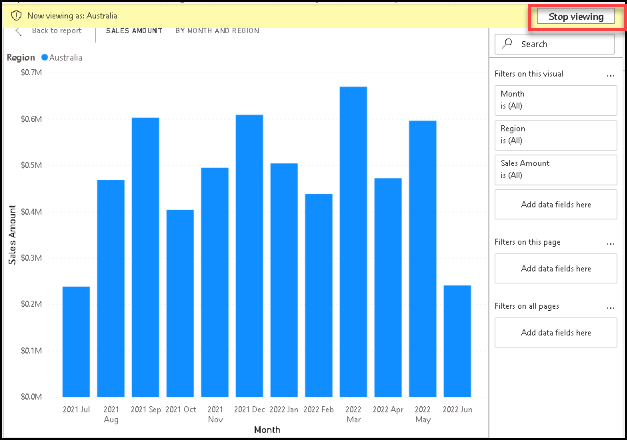 Now viewing as: Australia
Stop viewing
Back to report
SALES AMOUNT
BY MONTH AND REGION
Search
Region
Australia
$0.7M
$0.6M
$0.5M
$0.4M
$0.3M
$0.2M
$0.1M
$0.0M
Sales Amount
2021 Jul
2021
Aug
2021 Sep
2021 Oct
2021
Nov
2021 Dec
2022 Jan
2022 Feb
2022
Mar
2022 Apr
2022
May
2022 Jun
Month
Filters on this visual
...
Month
is (All)
Region
is (All)
Sales Amount
is (All)
Add data fields here
Filters on this page
...
Add data fields here
Filters on all pages
...
Add data fields here